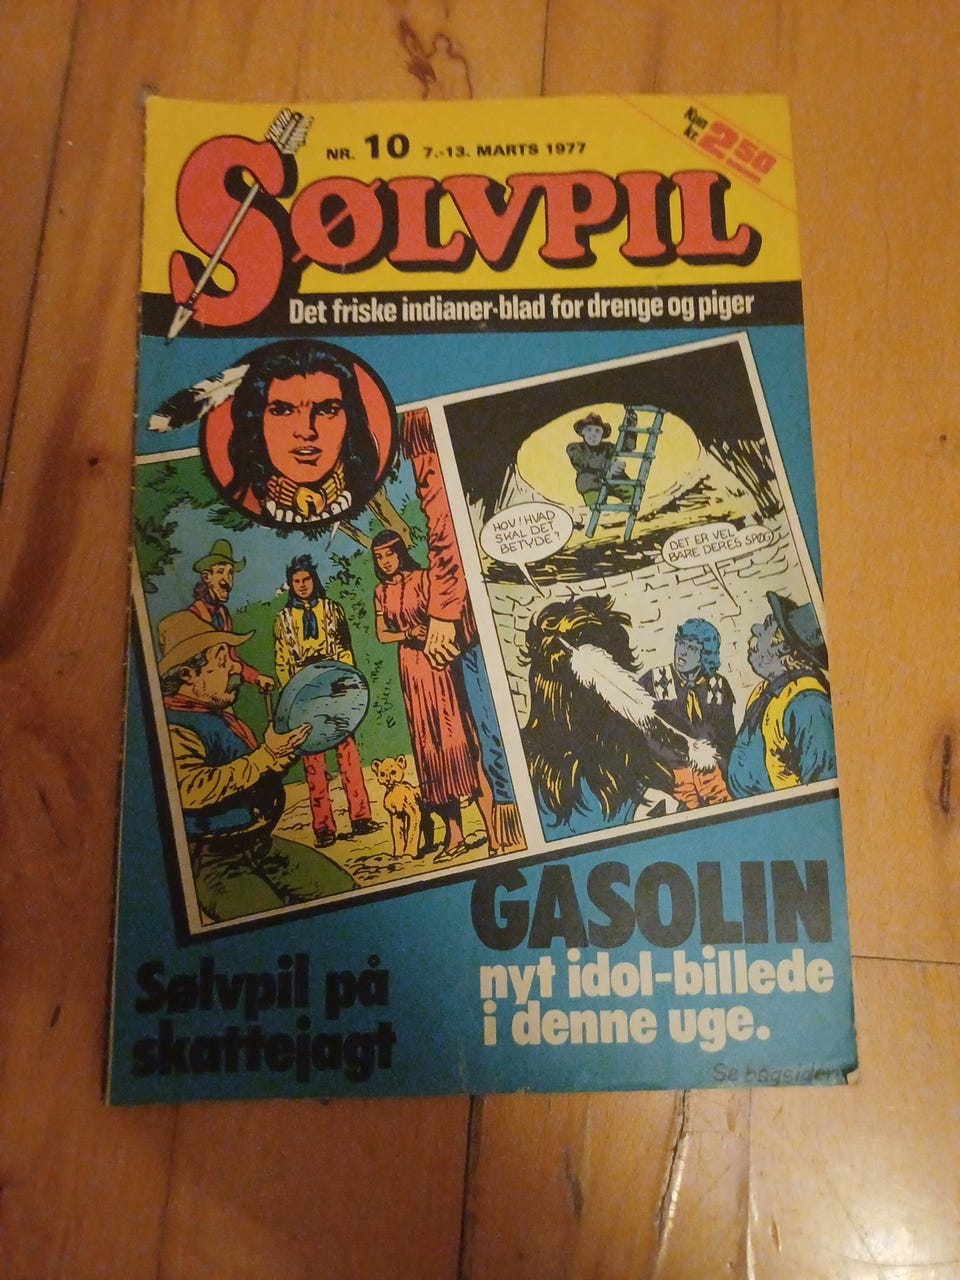 NR. 10 7.-13. MARTS 1977
Kun
kr. 2.50
SØLVPIL
Det friske indianer-blad for drenge og piger
HOV! HVAD
SKAL DET
BETYDE?
DET ER VEL
BARE DERES SPØG
GASOLIN
nyt idol-billede
i denne uge.
Sølvpil på
skattejagt
Se bagsiden